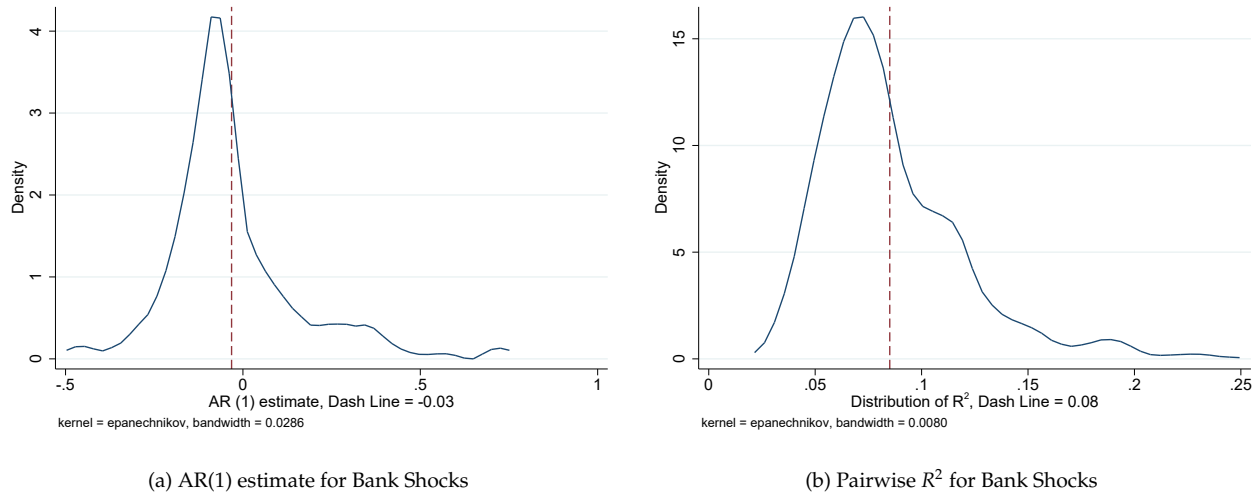 4
3
2
1
0
Density
-.5
0
.5
1
AR (1) estimate, Dash Line = -0.03
kernel = epanechnikov, bandwidth = 0.0286
(a) AR(1) estimate for Bank Shocks
15
10
5
0
Density
0
.05
.1
.15
.2
.25
Distribution of R², Dash Line = 0.08
kernel = epanechnikov, bandwidth = 0.0080
(b) Pairwise R² for Bank Shocks